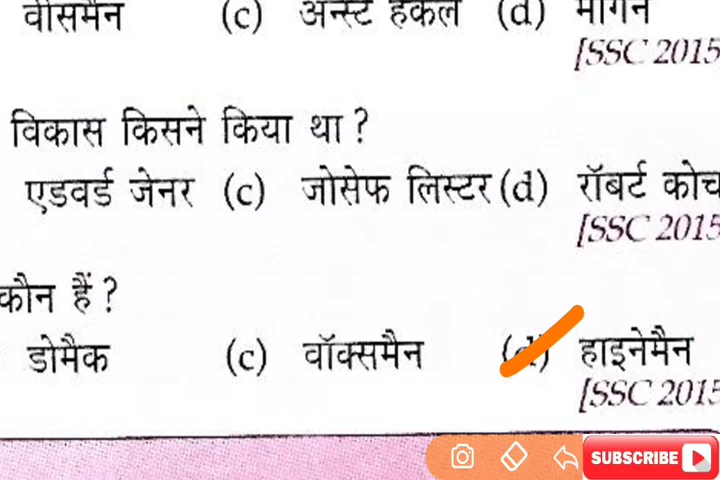 वीसमैन (c) अर्न्स्ट हेकल (d) मॉर्गन
[SSC 2015
विकास किसने किया था ?
एडवर्ड जेनर (c) जोसेफ लिस्टर (d) रॉबर्ट कोच
[SSC 2015
कौन हैं ?
डोमैक (c) वॉक्समैन (d) हाइनेमैन
[SSC 2015
SUBSCRIBE